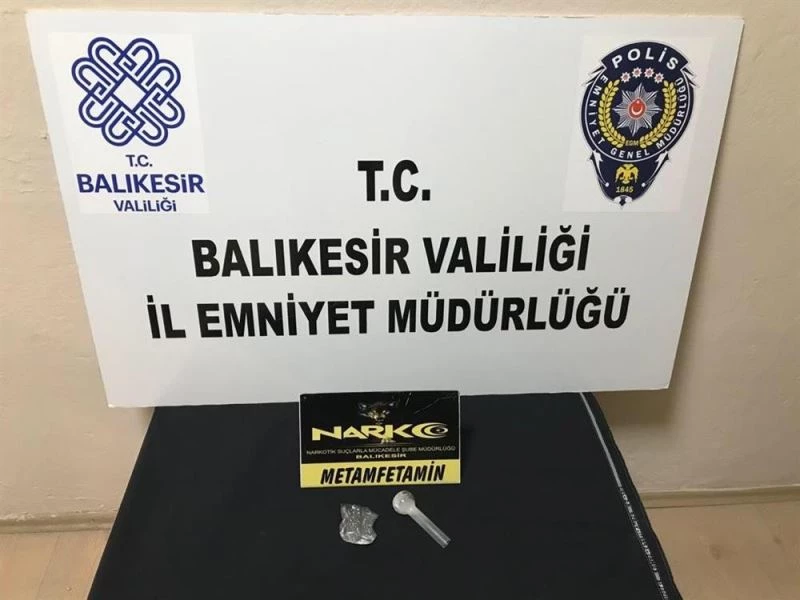 T.C.
BALIKESİR
VALİLİĞİ
POLİS
EMNİYET GENEL MÜDÜRLÜĞÜ
EGM
1845
T.C.
BALIKESİR VALİLİĞİ
İL EMNİYET MÜDÜRLÜĞÜ
NARKO
NARKOTİK SUÇLARLA MÜCADELE ŞUBE MÜDÜRLÜĞÜ
BALIKESİR
METAMFETAMİN